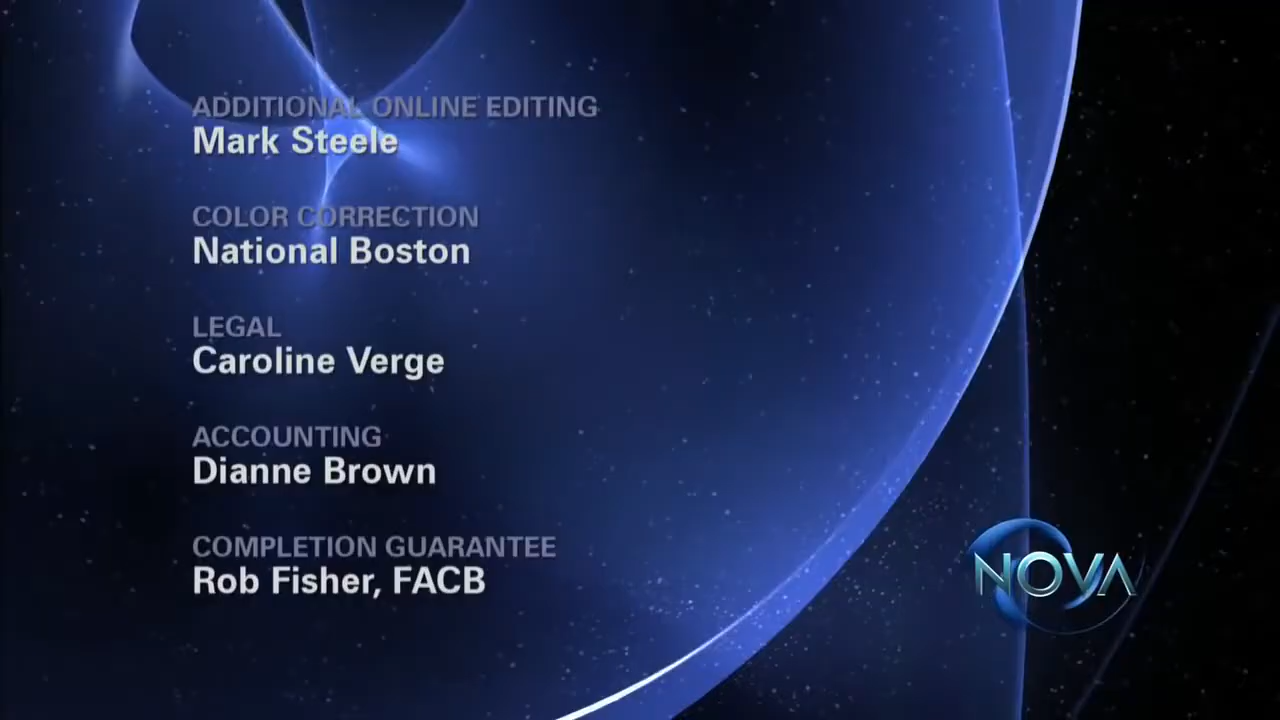 ADDITIONAL ONLINE EDITING
Mark Steele
COLOR CORRECTION
National Boston
LEGAL
Caroline Verge
ACCOUNTING
Dianne Brown
COMPLETION GUARANTEE
Rob Fisher, FACB
NOVA